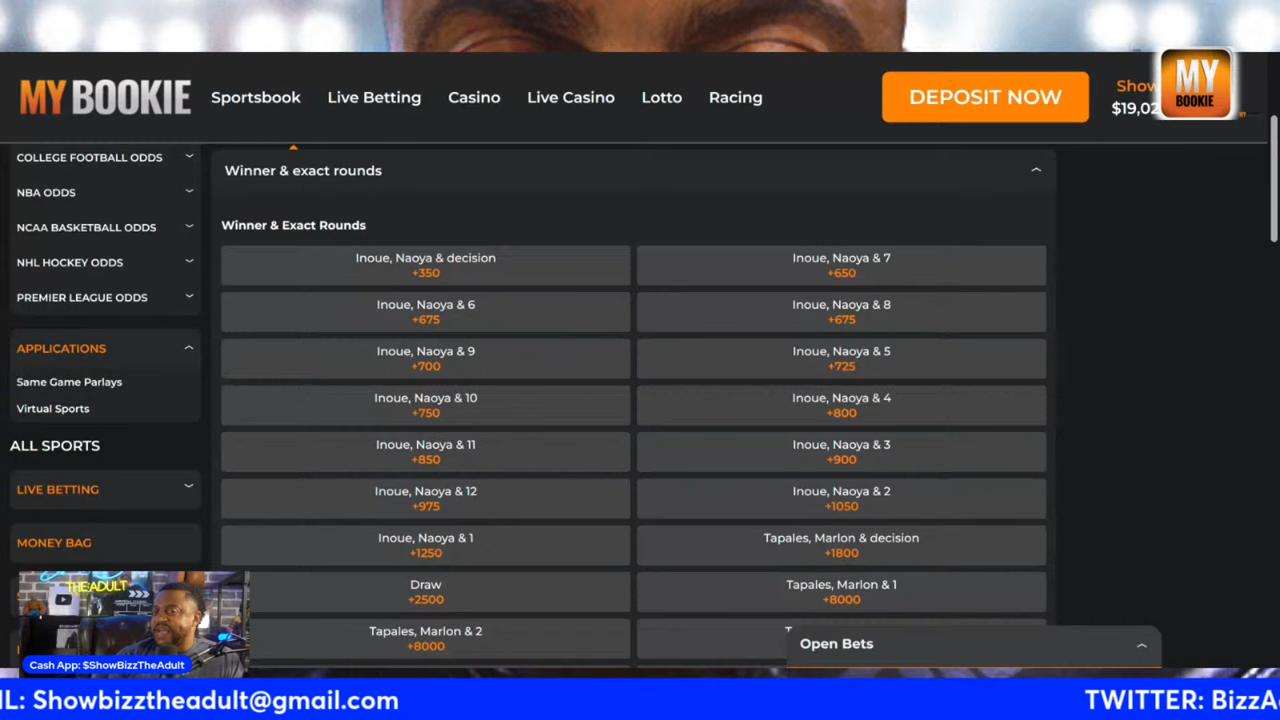 MY BOOKIE
Sportsbook
Live Betting
Casino
Live Casino
Lotto
Racing
DEPOSIT NOW
Show
$19,02
MY
BOOKIE
COLLEGE FOOTBALL ODDS
NBA ODDS
NCAA BASKETBALL ODDS
NHL HOCKEY ODDS
PREMIER LEAGUE ODDS
APPLICATIONS
Same Game Parlays
Virtual Sports
ALL SPORTS
LIVE BETTING
MONEY BAG
Winner & exact rounds
Winner & Exact Rounds
Inoue, Naoya & decision
+350
Inoue, Naoya & 7
+650
Inoue, Naoya & 6
+675
Inoue, Naoya & 8
+675
Inoue, Naoya & 9
+700
Inoue, Naoya & 5
+725
Inoue, Naoya & 10
+750
Inoue, Naoya & 4
+800
Inoue, Naoya & 11
+850
Inoue, Naoya & 3
+900
Inoue, Naoya & 12
+975
Inoue, Naoya & 2
+1050
Inoue, Naoya & 1
+1250
Tapales, Marlon & decision
+1800
Draw
+2500
Tapales, Marlon & 1
+8000
Tapales, Marlon & 2
+8000
Open Bets
THE ADULT
Cash App: $ShowBizzTheAdult
IL: Showbizztheadult@gmail.com
TWITTER: BizzA